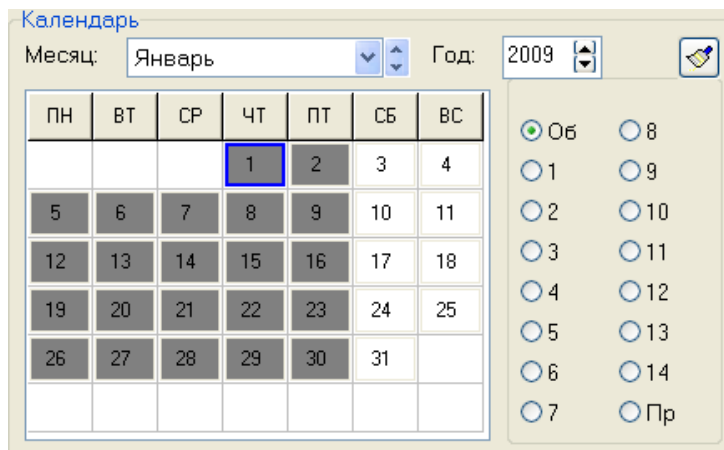 Календарь
Месяц: Январь Год: 2009
ПН ВТ СР ЧТ ПТ СБ ВС
1 2 3 4
5 6 7 8 9 10 11
12 13 14 15 16 17 18
19 20 21 22 23 24 25
26 27 28 29 30 31
Об 8
1 9
2 10
3 11
4 12
5 13
6 14
7 Пр